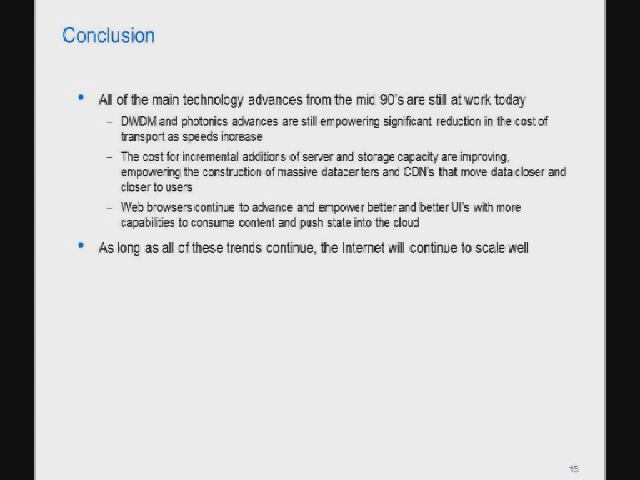 Conclusion
• All of the main technology advances from the mid 90's are still at work today
– DWDM and photonics advances are still empowering significant reduction in the cost of
transport as speeds increase
– The cost for incremental additions of server and storage capacity are improving,
empowering the construction of massive datacenters and CDN's that move data closer and
closer to users
– Web browsers continue to advance and empower better and better UI's with more
capabilities to consume content and push state into the cloud
• As long as all of these trends continue, the Internet will continue to scale well
15